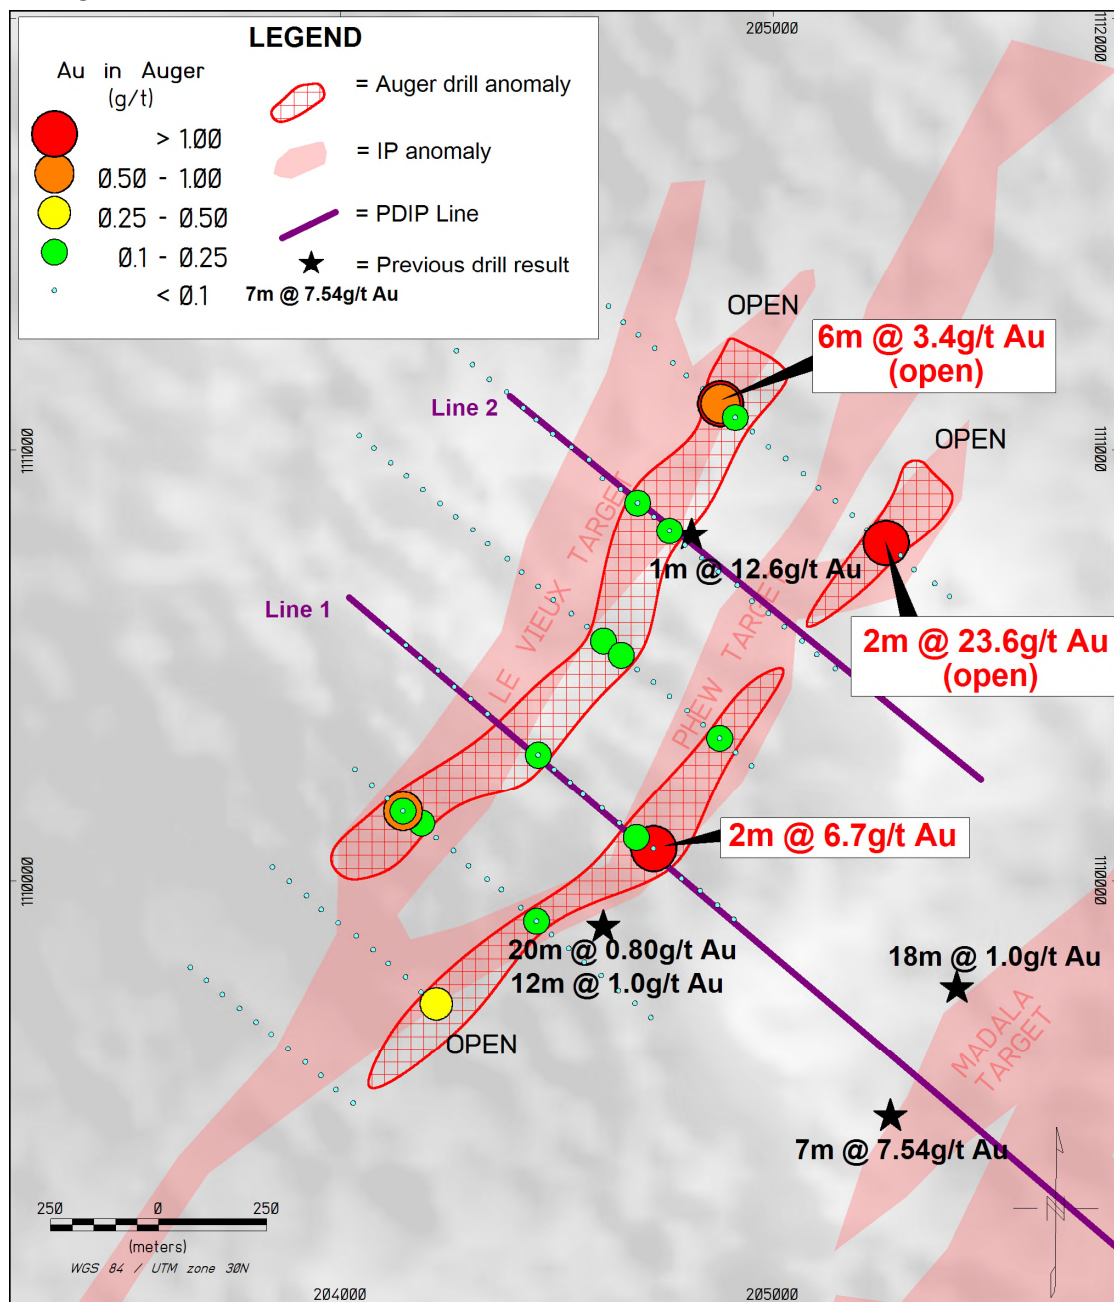 204000
205000
1112000
LEGEND
Au in Auger
(g/t)
> 1.00
0.50 - 1.00
0.25 - 0.50
0.1 - 0.25
< 0.1
= Auger drill anomaly
= IP anomaly
= PDIP Line
= Previous drill result
7m @ 7.54g/t Au
OPEN
6m @ 3.4g/t Au
(open)
Line 2
OPEN
1111000
1111000
LE VIEUX TARGET
1m @ 12.6g/t Au
Line 1
PHEW TARGET
2m @ 23.6g/t Au
(open)
2m @ 6.7g/t Au
1110000
1110000
20m @ 0.80g/t Au
12m @ 1.0g/t Au
18m @ 1.0g/t Au
OPEN
MADALA
TARGET
7m @ 7.54g/t Au
250 0 250
(meters)
WGS 84 / UTM zone 30N
N
204000
205000